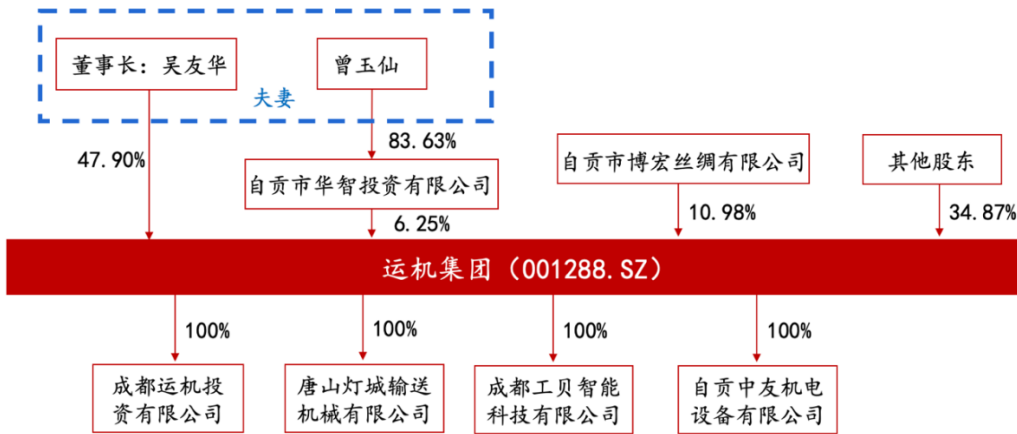 董事长：吴友华
曾玉仙
夫妻
47.90%
83.63%
自贡市华智投资有限公司
6.25%
自贡市博宏丝绸有限公司
10.98%
其他股东
34.87%
运机集团（001288.SZ）
100%
100%
100%
100%
成都运机投
资有限公司
唐山灯城输送
机械有限公司
成都工贝智能
科技有限公司
自贡中友机电
设备有限公司